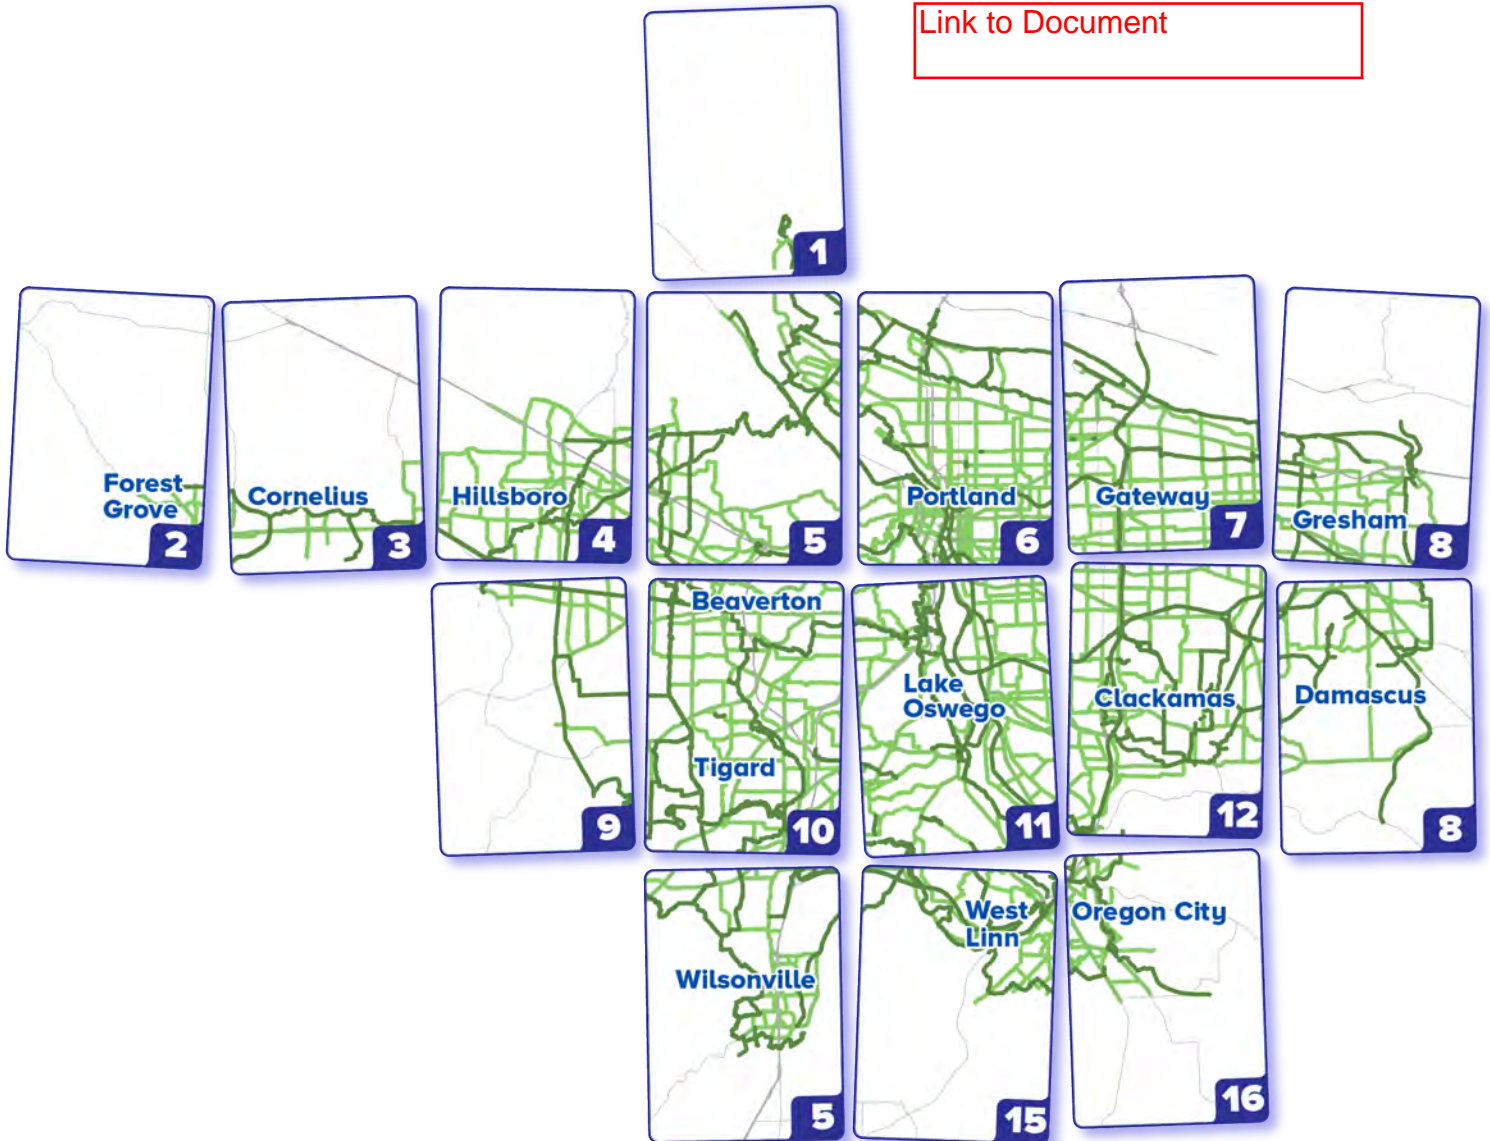 Link to Document
1
Forest
Grove
2
Cornelius
3
Hillsboro
4
5
Portland
6
Gateway
7
Gresham
8
9
Beaverton
Tigard
10
Lake
Oswego
11
Clackamas
12
Damascus
8
Wilsonville
5
West
Linn
15
Oregon City
16